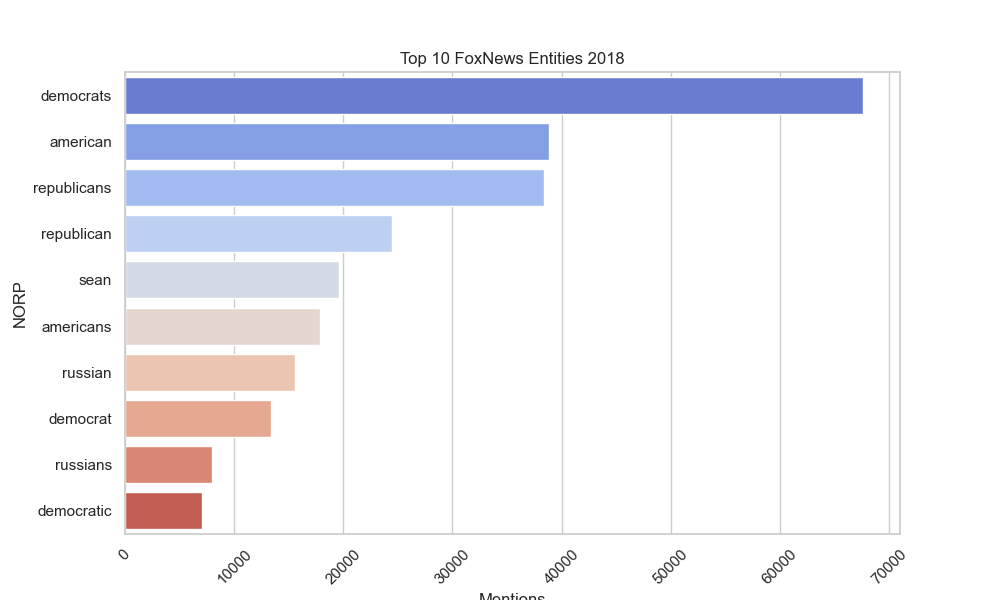 Top 10 FoxNews Entities 2018
democrats
american
republicans
republican
sean
americans
russian
democrat
russians
democratic
NORP
0
10000
20000
30000
40000
50000
60000
70000
Mentions